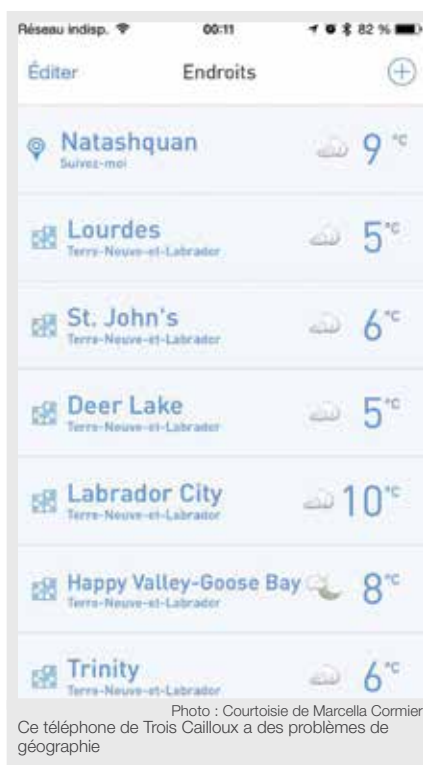 Réseau indisp. 00:11 82 %
Éditer Endroits
Natashquan 9 °C
Suivez-moi
Lourdes 5°C
Terre-Neuve-et-Labrador
St. John's 6°C
Terre-Neuve-et-Labrador
Deer Lake 5°C
Terre-Neuve-et-Labrador
Labrador City 10°C
Terre-Neuve-et-Labrador
Happy Valley-Goose Bay 8°C
Terre-Neuve-et-Labrador
Trinity 6°C
Terre-Neuve-et-Labrador
Photo : Courtoisie de Marcella Cormier
Ce téléphone de Trois Cailloux a des problèmes de
géographie